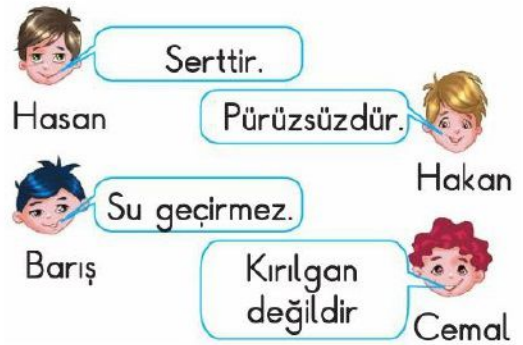 Serttir.
Hasan
Pürüzsüzdür.
Hakan
Su geçirmez.
Barış
Kırılgan
değildir
Cemal